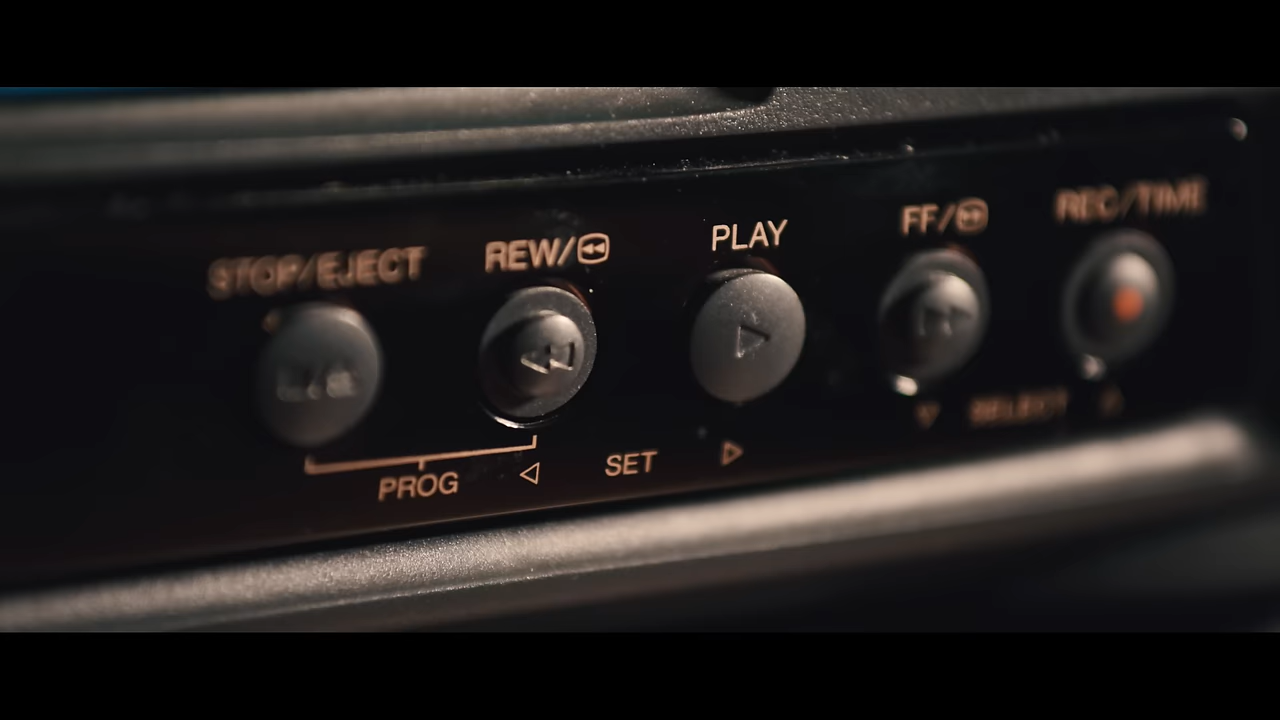 STOP/EJECT
REW/
PLAY
FF/
REC/TIME
PROG
SET
SELECT